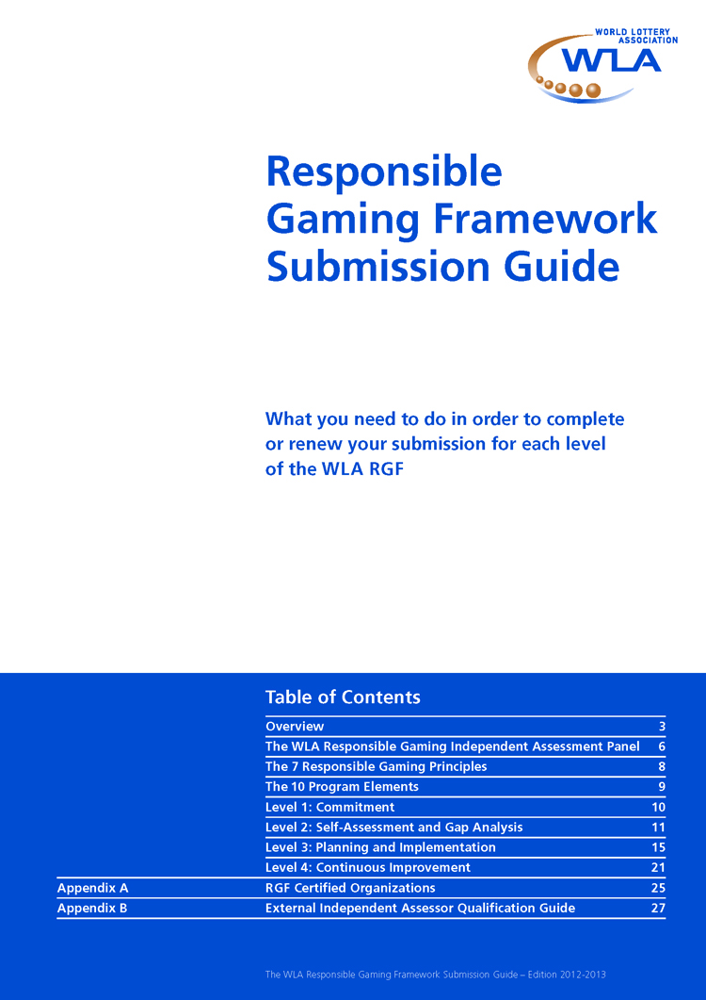 WORLD LOTTERY
ASSOCIATION
WLA
Responsible
Gaming Framework
Submission Guide
What you need to do in order to complete
or renew your submission for each level
of the WLA RGF
Table of Contents
Overview 3
The WLA Responsible Gaming Independent Assessment Panel 6
The 7 Responsible Gaming Principles 8
The 10 Program Elements 9
Level 1: Commitment 10
Level 2: Self-Assessment and Gap Analysis 11
Level 3: Planning and Implementation 15
Level 4: Continuous Improvement 21
Appendix A RGF Certified Organizations 25
Appendix B External Independent Assessor Qualification Guide 27
The WLA Responsible Gaming Framework Submission Guide – Edition 2012-2013